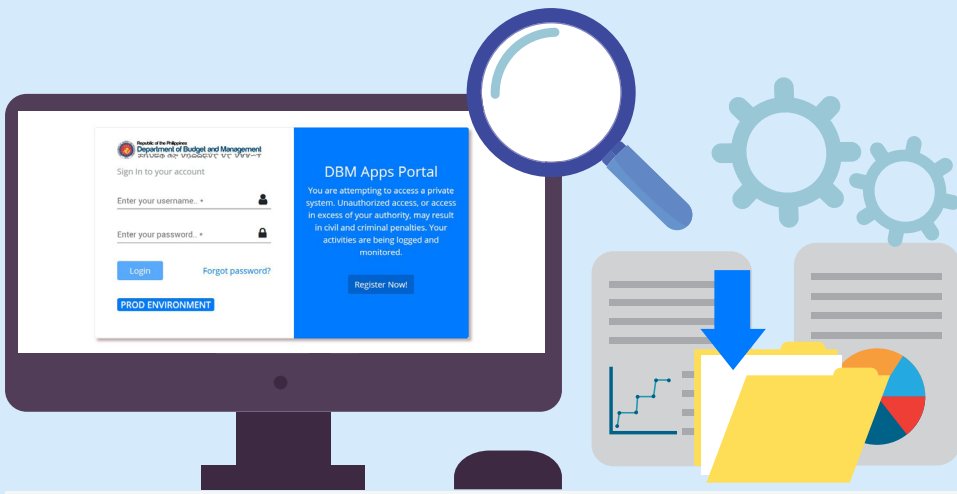 Republic of the Philippines
Department of Budget and Management
Sign in to your account
Enter your username.. *
Enter your password.. *
Login
Forgot password?
PROD ENVIRONMENT
DBM Apps Portal
You are attempting to access a private
system. Unauthorized access, or access
in excess of your authority, may result
in civil and criminal penalties. Your
activities are being logged and
monitored.
Register Now!